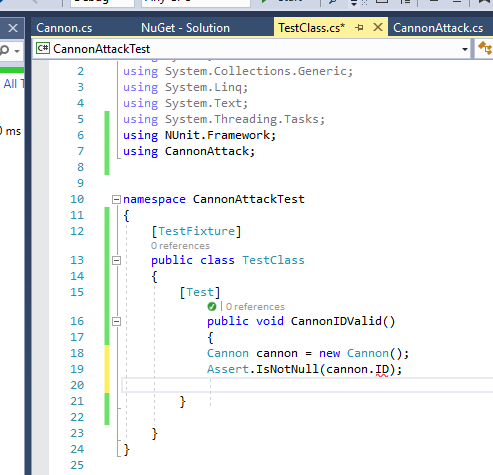 Debug
Cannon.cs NuGet - Solution TestClass.cs* CannonAttack.cs
C# CannonAttackTest
All T
0 ms
2 using System.Collections.Generic;
3 using System.Linq;
4 using System.Text;
5 using System.Threading.Tasks;
6 using NUnit.Framework;
7 using CannonAttack;
8
9
10 namespace CannonAttackTest
11 {
12 [TestFixture]
0 references
13 public class TestClass
14 {
15 [Test]
| 0 references
16 public void CannonIDValid()
17 {
18 Cannon cannon = new Cannon();
19 Assert.IsNotNull(cannon.ID);
20
21 }
22
23 }
24 }
25